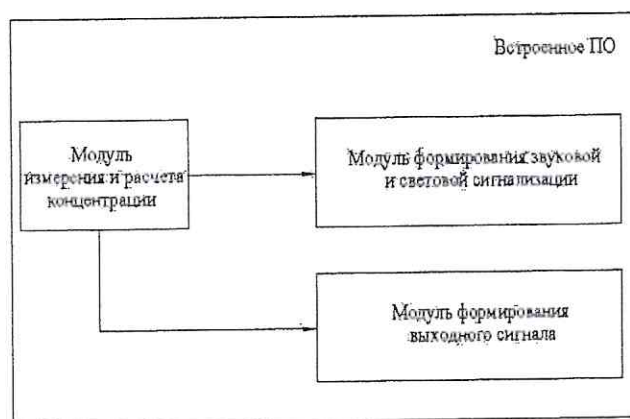 Встроенное ПО
Модуль
измерения и расчета
концентрации
Модуль формирования звуковой
и световой сигнализации
Модуль формирования
выходного сигнала